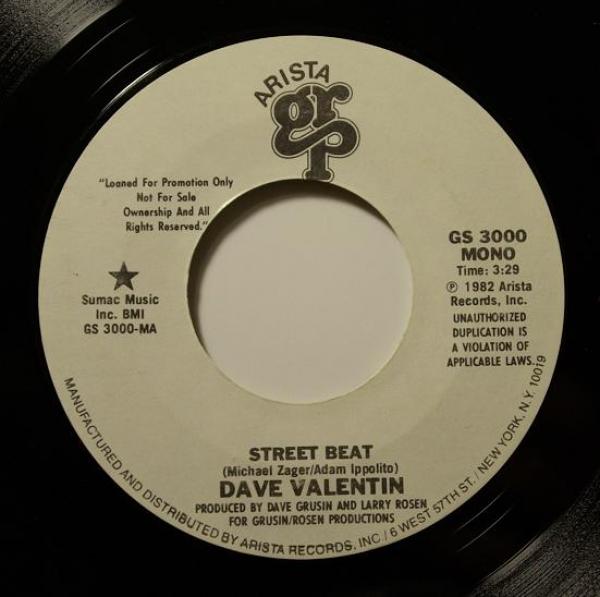 ARISTA
grp
"Loaned For Promotion Only
Not For Sale
Ownership And All
Rights Reserved."
Sumac Music
Inc. BMI
GS 3000-MA
GS 3000
MONO
Time: 3:29
℗ 1982 Arista
Records, Inc.
UNAUTHORIZED
DUPLICATION IS
A VIOLATION OF
APPLICABLE LAWS.
STREET BEAT
(Michael Zager/Adam Ippolito)
DAVE VALENTIN
PRODUCED BY DAVE GRUSIN AND LARRY ROSEN
FOR GRUSIN/ROSEN PRODUCTIONS
MANUFACTURED AND DISTRIBUTED BY ARISTA RECORDS, INC / 6 WEST 57TH ST. / NEW YORK, N.Y. 10019